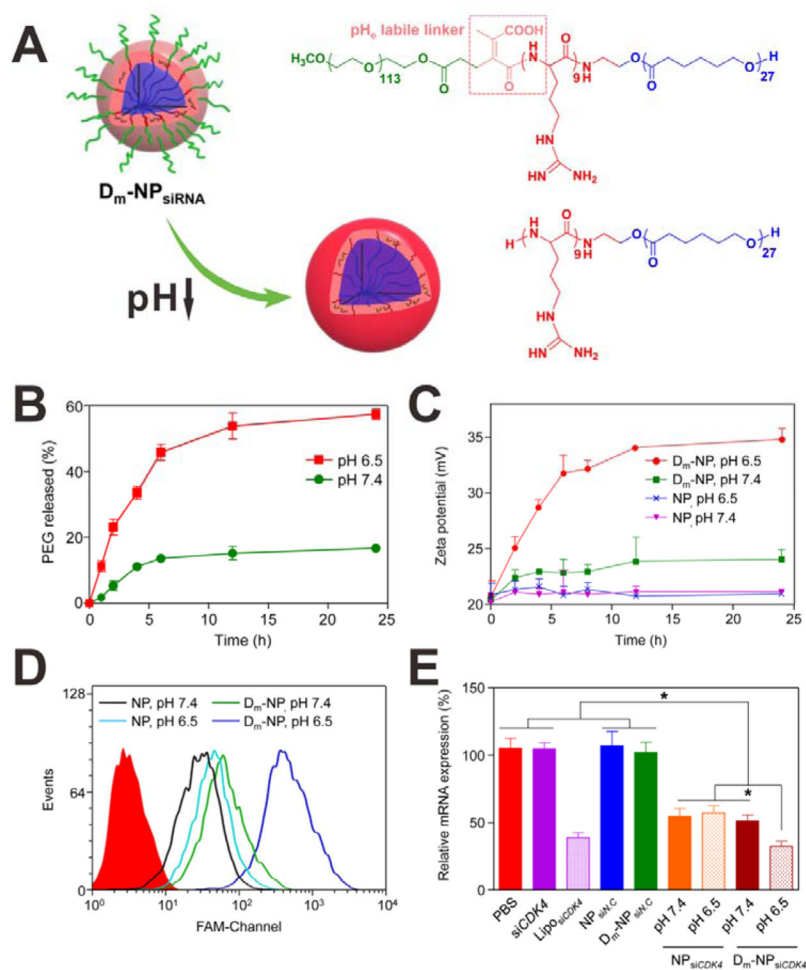 A
pHe labile linker
COOH
H3CO
O
113
O
O
H
N
O
9
H
N
O
O
O
H
27
HN
HN
NH2
Dm-NPsiRNA
pH
H
H
N
O
9
H
N
O
O
O
H
27
HN
HN
NH2
B
PEG released (%)
60
40
20
0
pH 6.5
pH 7.4
0 5 10 15 20 25
Time (h)
C
Zeta potential (mV)
35
30
25
20
Dm-NP, pH 6.5
Dm-NP, pH 7.4
NP, pH 6.5
NP, pH 7.4
0 5 10 15 20 25
Time (h)
D
Events
128
64
0
NP, pH 7.4 Dm-NP, pH 7.4
NP, pH 6.5 Dm-NP, pH 6.5
10^0 10^1 10^2 10^3 10^4
FAM-Channel
E
Relative mRNA expression (%)
150
100
50
0
*
*
PBS
siCDK4
LiposiCDK4
NPsiN.C
Dm-NPsiN.C
pH 7.4
pH 6.5
pH 7.4
pH 6.5
NPsiCDK4 Dm-NPsiCDK4